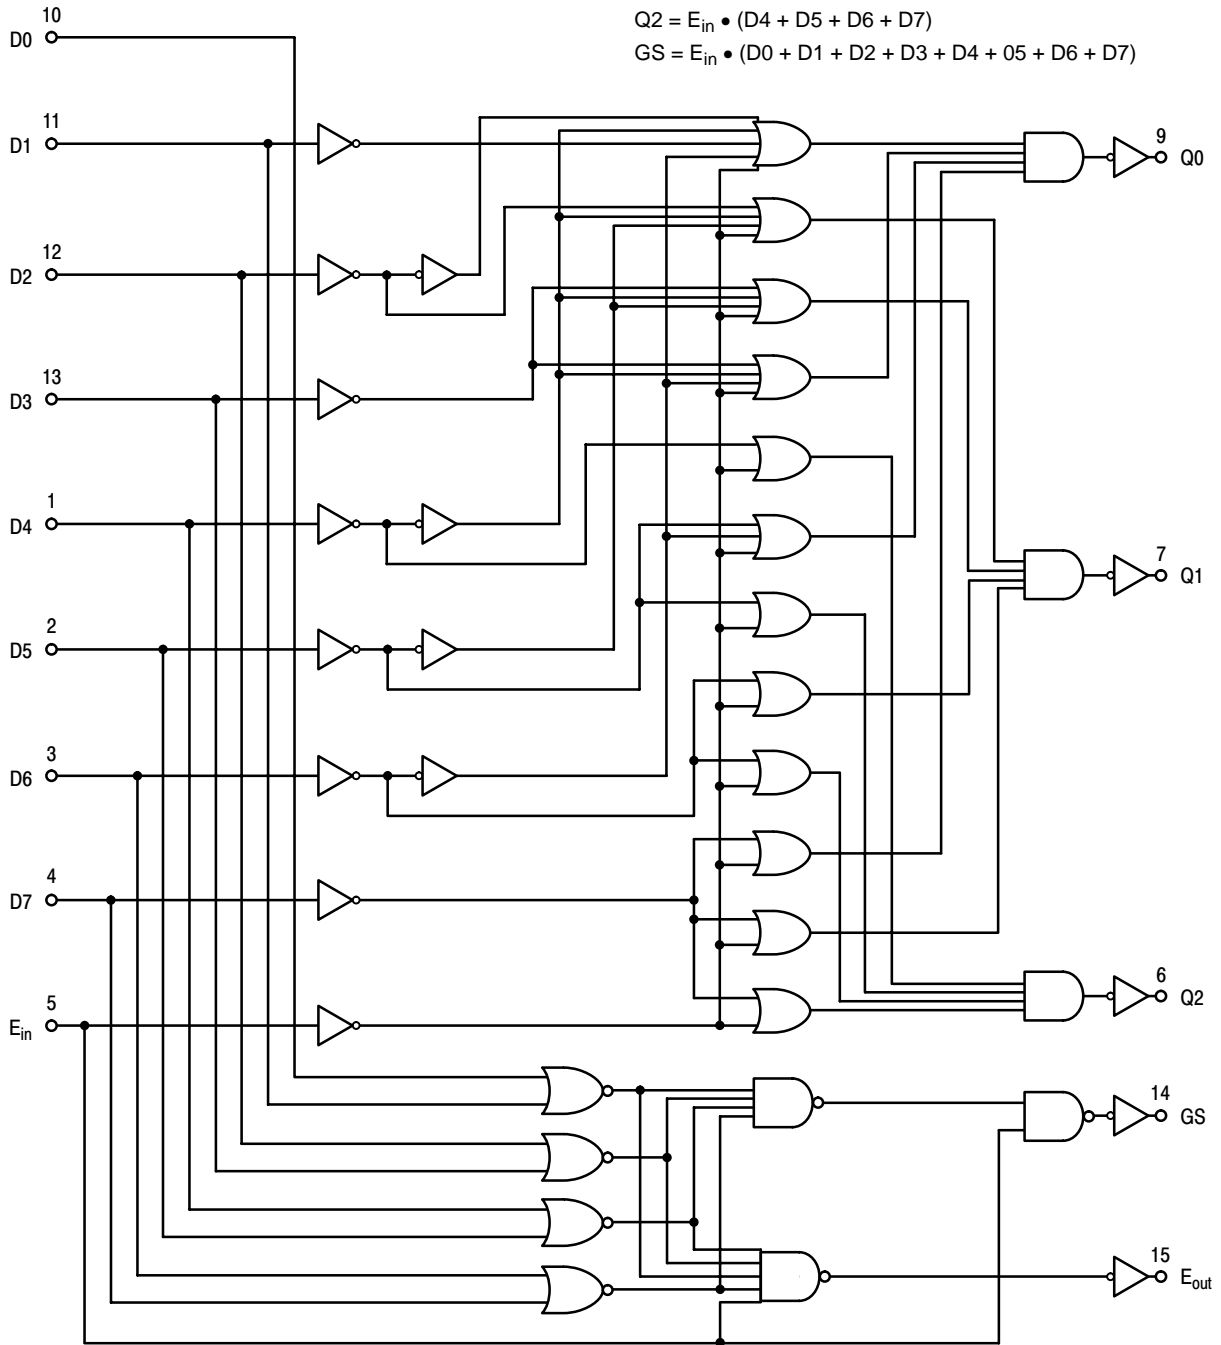 Q2 = Ein • (D4 + D5 + D6 + D7)
GS = Ein • (D0 + D1 + D2 + D3 + D4 + 05 + D6 + D7)
10
D0
11
D1
9
Q0
12
D2
13
D3
1
D4
7
Q1
2
D5
3
D6
4
D7
6
Q2
5
Ein
14
GS
15
Eout